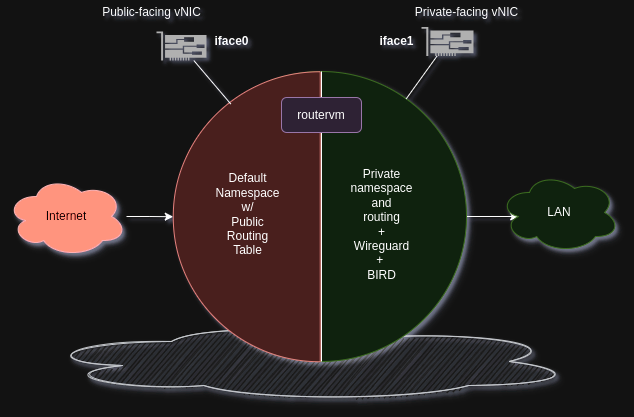 Public-facing vNIC
Private-facing vNIC
iface0
iface1
routervm
Default
Namespace
w/
Public
Routing
Table
Private
namespace
and
routing
+
Wireguard
+
BIRD
Internet
LAN